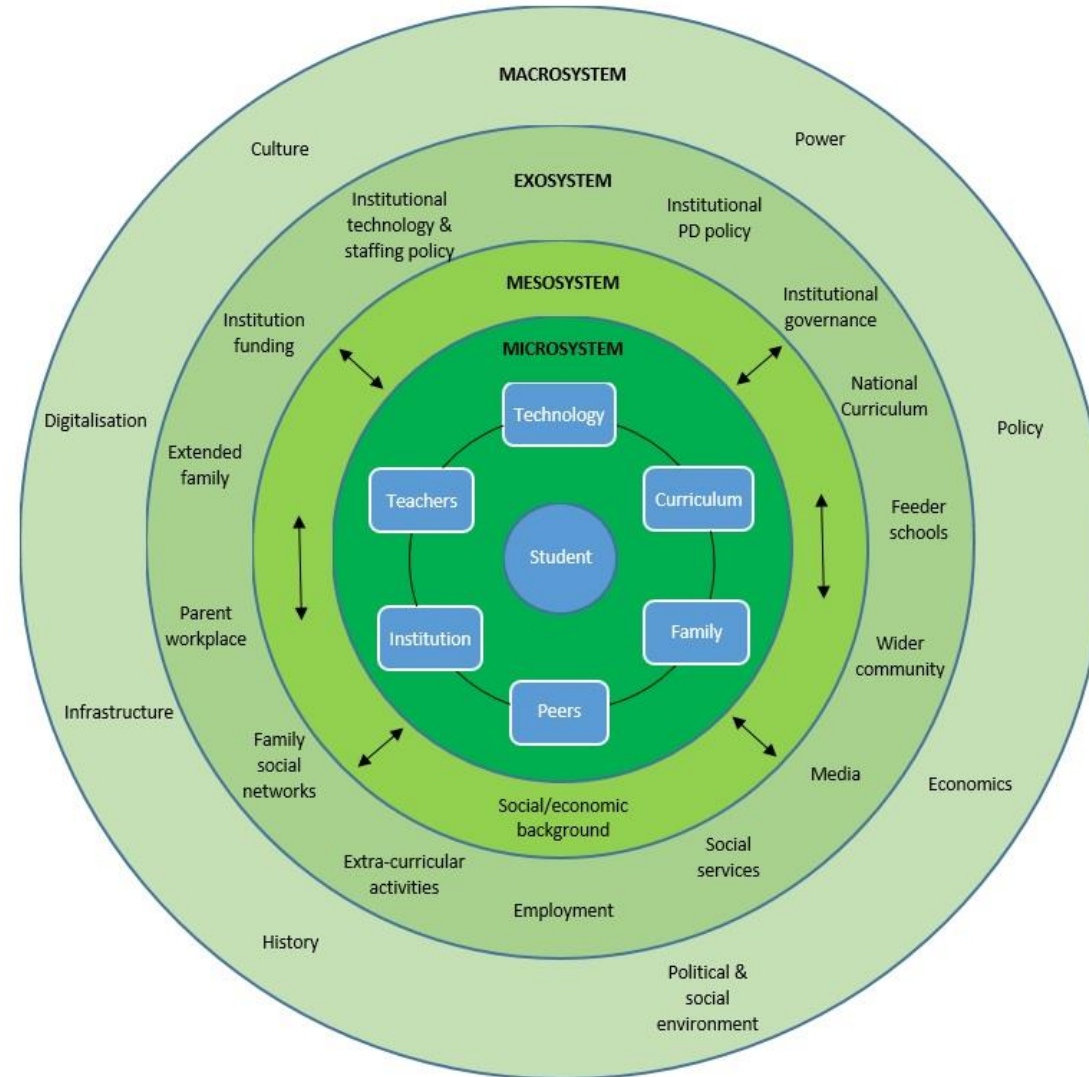 MACROSYSTEM
Culture
Power
EXOSYSTEM
Institutional
technology &
staffing policy
Institutional
PD policy
MESOSYSTEM
Institution
funding
Institutional
governance
MICROSYSTEM
National
Curriculum
Digitalisation
Technology
Policy
Extended
family
Teachers
Curriculum
Feeder
schools
Student
Parent
workplace
Institution
Family
Wider
community
Infrastructure
Peers
Family
social
networks
Media
Economics
Social/economic
background
Social
services
Extra-curricular
activities
Employment
History
Political &
social
environment